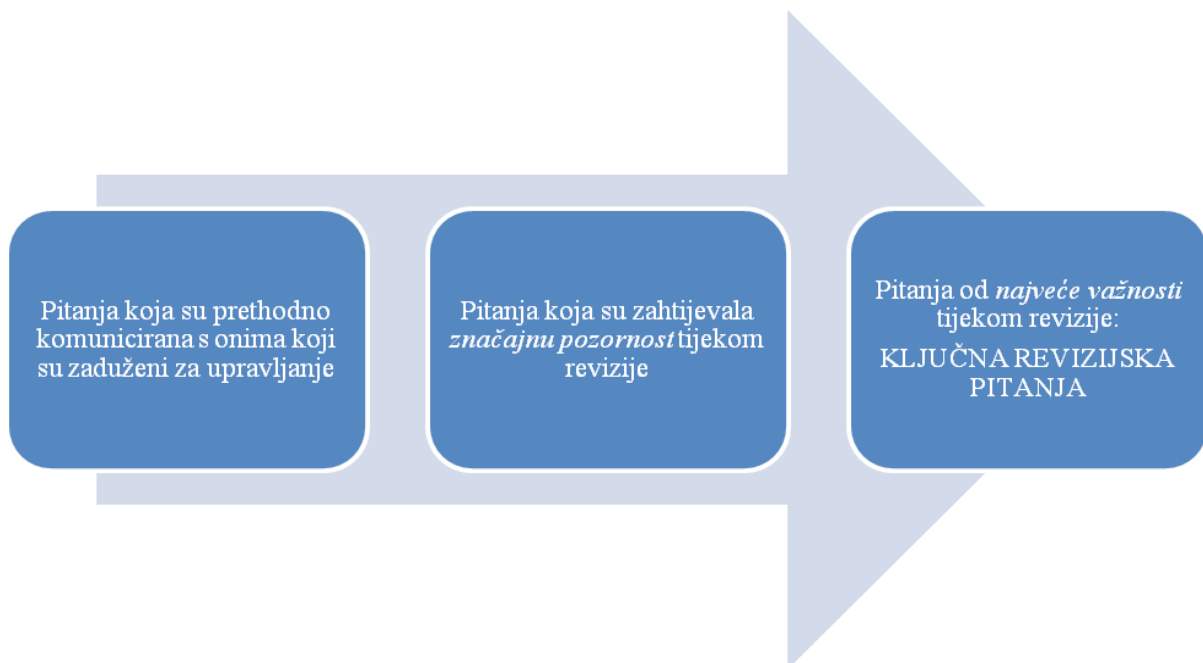 Pitanja koja su prethodno
komunicirana s onima koji
su zaduženi za upravljanje
Pitanja koja su zahtijevala
značajnu pozornost tijekom
revizije
Pitanja od najveće važnosti
tijekom revizije:
KLJUČNA REVIZIJSKA
PITANJA